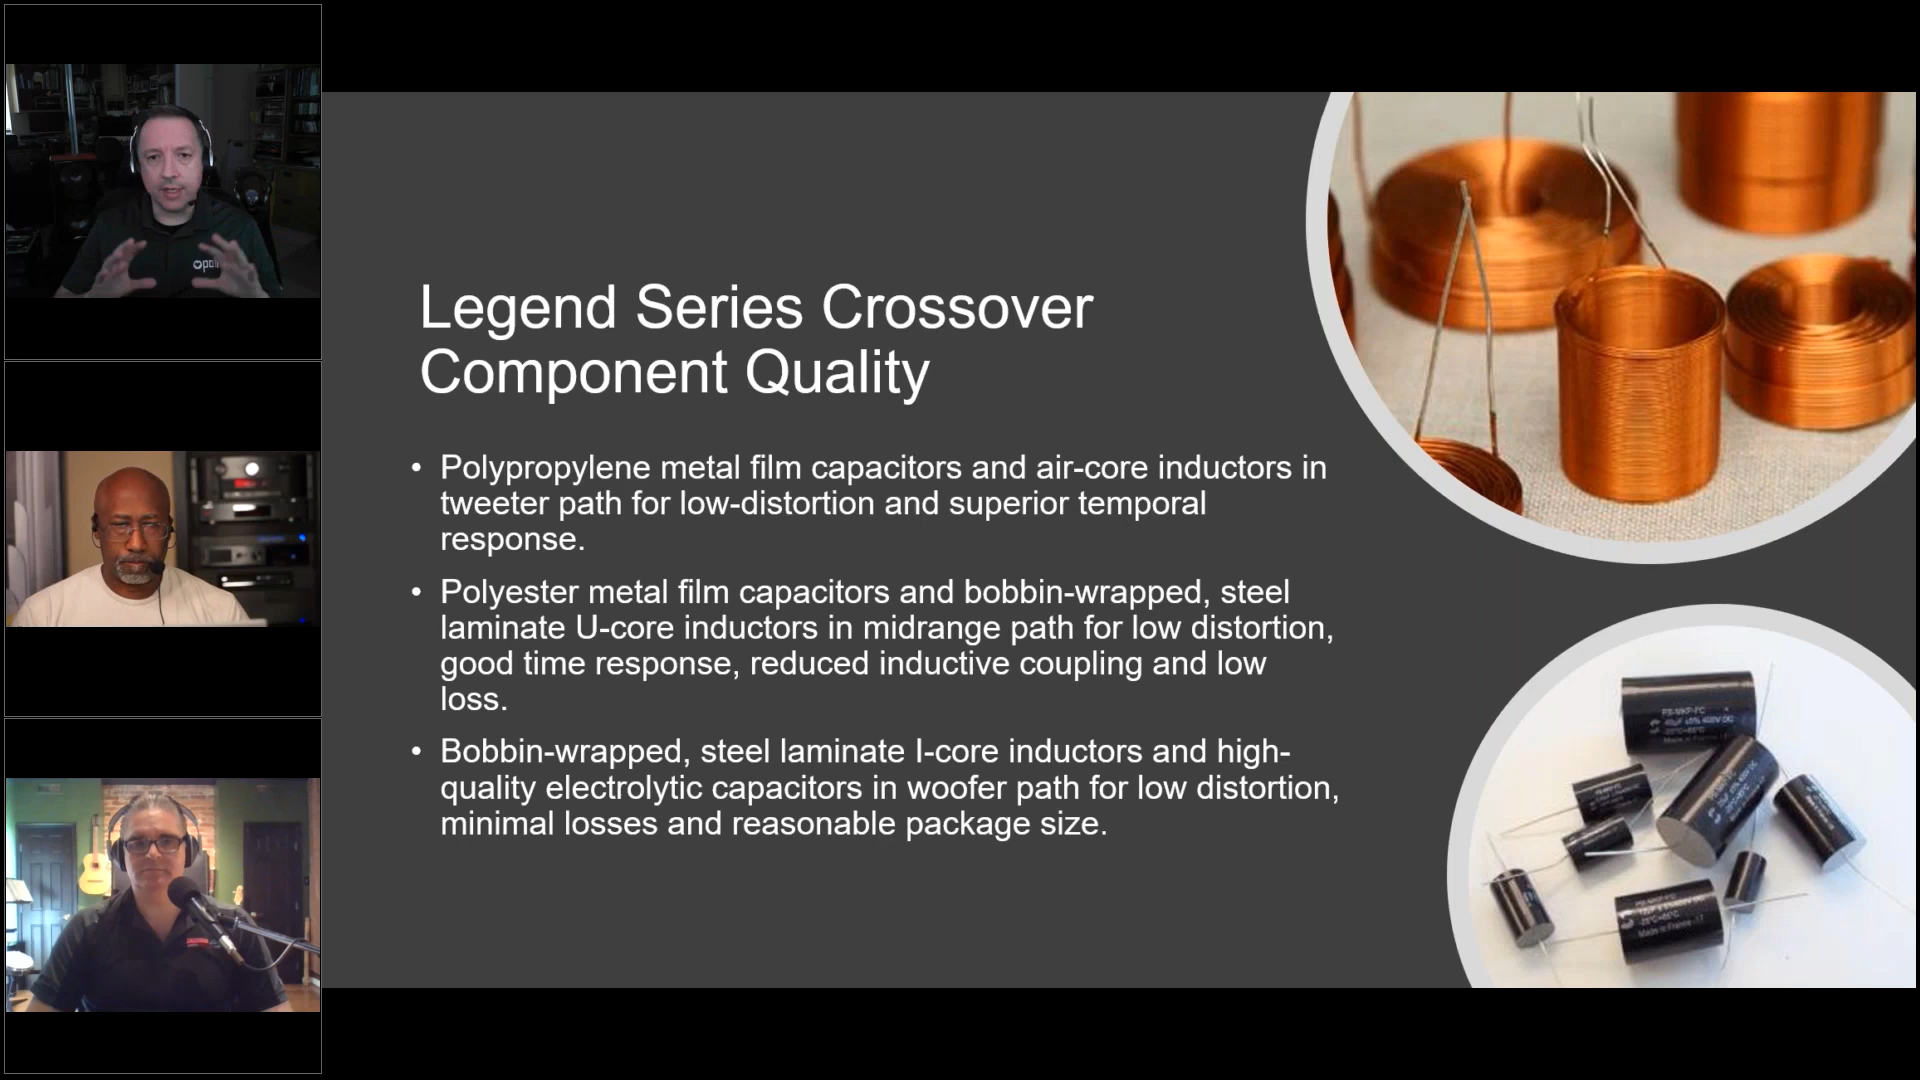 Legend Series Crossover
Component Quality
• Polypropylene metal film capacitors and air-core inductors in
tweeter path for low-distortion and superior temporal
response.
• Polyester metal film capacitors and bobbin-wrapped, steel
laminate U-core inductors in midrange path for low distortion,
good time response, reduced inductive coupling and low
loss.
• Bobbin-wrapped, steel laminate I-core inductors and high-
quality electrolytic capacitors in woofer path for low distortion,
minimal losses and reasonable package size.